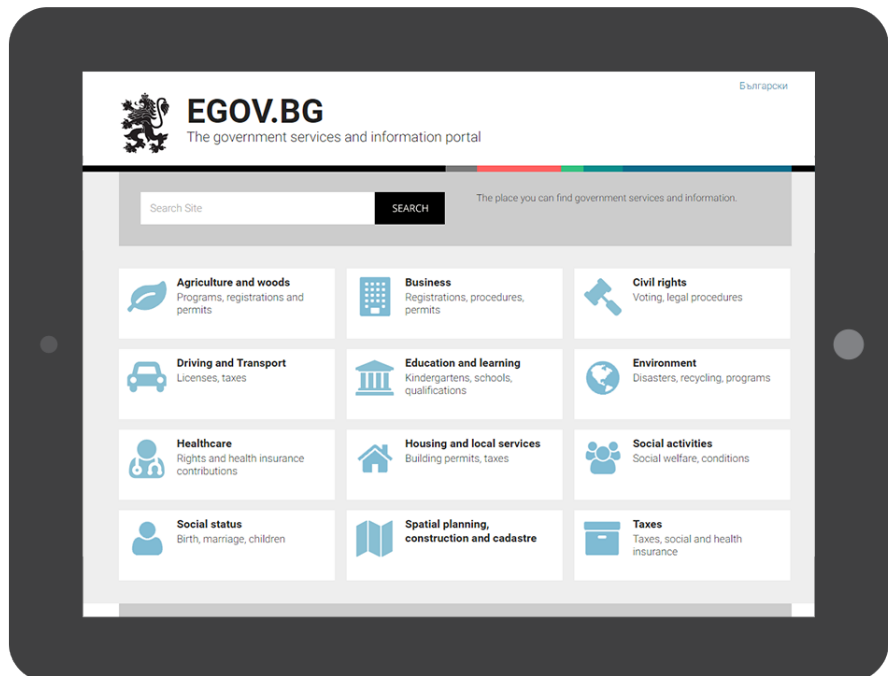 Български
EGOV.BG
The government services and information portal
Search Site
SEARCH
The place you can find government services and information.
Agriculture and woods
Programs, registrations and
permits
Business
Registrations, procedures,
permits
Civil rights
Voting, legal procedures
Driving and Transport
Licenses, taxes
Education and learning
Kindergartens, schools,
qualifications
Environment
Disasters, recycling, programs
Healthcare
Rights and health insurance
contributions
Housing and local services
Building permits, taxes
Social activities
Social welfare, conditions
Social status
Birth, marriage, children
Spatial planning,
construction and cadastre
Taxes
Taxes, social and health
insurance